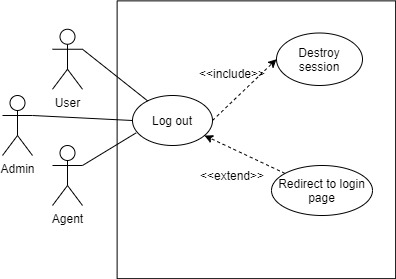 User
Admin
Agent
Log out
<<include>>
Destroy
session
<<extend>>
Redirect to login
page